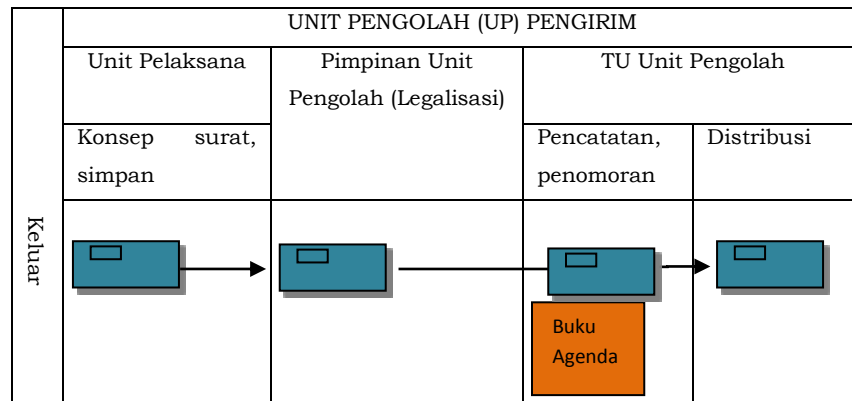 UNIT PENGOLAH (UP) PENGIRIM
Unit Pelaksana
Pimpinan Unit
Pengolah (Legalisasi)
TU Unit Pengolah
Konsep surat,
simpan
Pencatatan,
penomoran
Distribusi
Keluar
Buku
Agenda